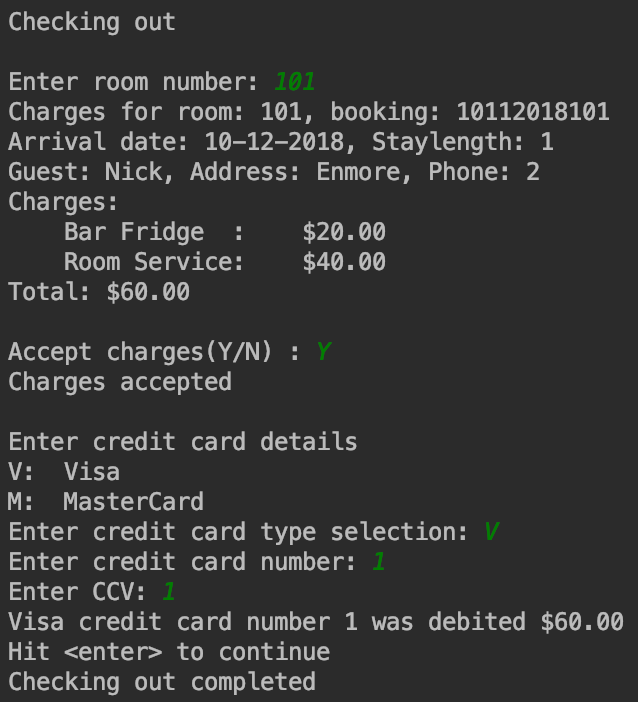 Checking out
Enter room number: 101
Charges for room: 101, booking: 10112018101
Arrival date: 10-12-2018, Staylength: 1
Guest: Nick, Address: Enmore, Phone: 2
Charges:
    Bar Fridge  :    $20.00
    Room Service:    $40.00
Total: $60.00
Accept charges(Y/N) : Y
Charges accepted
Enter credit card details
V:  Visa
M:  MasterCard
Enter credit card type selection: V
Enter credit card number: 1
Enter CCV: 1
Visa credit card number 1 was debited $60.00
Hit <enter> to continue
Checking out completed